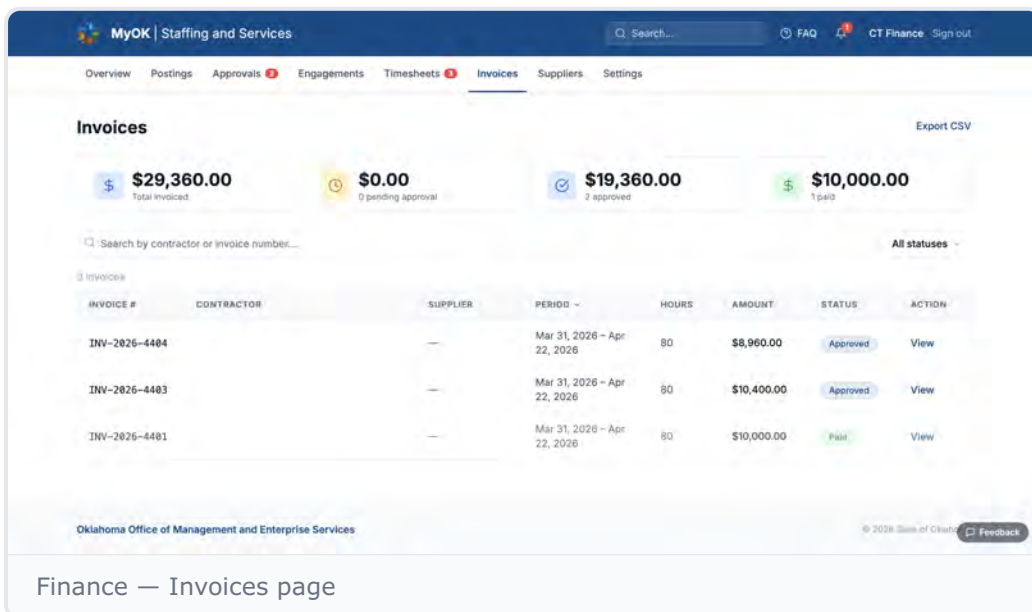 MyOK | Staffing and Services
Search...
FAQ
CT Finance
Sign out
Overview
Postings
Approvals 3
Engagements
Timesheets 3
Invoices
Suppliers
Settings
Invoices
Export CSV
$29,360.00
Total invoiced
$0.00
0 pending approval
$19,360.00
2 approved
$10,000.00
1 paid
Search by contractor or invoice number...
All statuses
3 invoices
INVOICE # CONTRACTOR SUPPLIER PERIOD HOURS AMOUNT STATUS ACTION
INV-2026-4404 — Mar 31, 2026 – Apr 22, 2026 80 $8,960.00 Approved View
INV-2026-4403 — Mar 31, 2026 – Apr 22, 2026 80 $10,400.00 Approved View
INV-2026-4401 — Mar 31, 2026 – Apr 22, 2026 80 $10,000.00 Paid View
Oklahoma Office of Management and Enterprise Services
© 2026 State of
Feedback
Finance — Invoices page